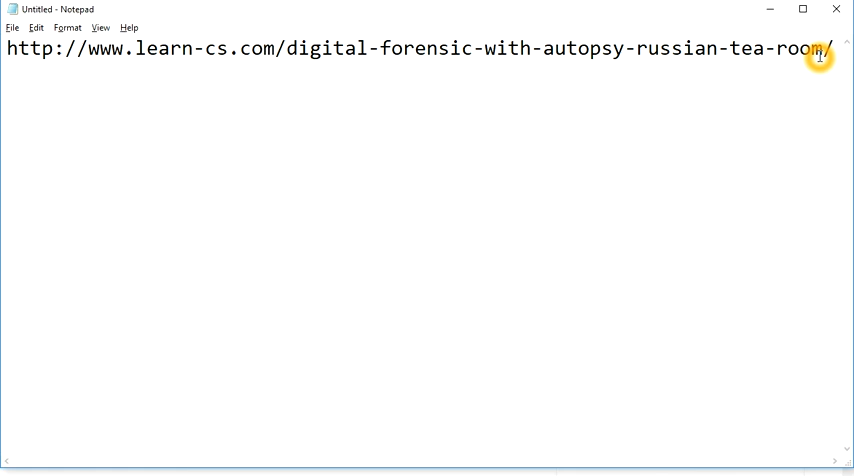 Untitled - Notepad
File Edit Format View Help
http://www.learn-cs.com/digital-forensic-with-autopsy-russian-tea-room/